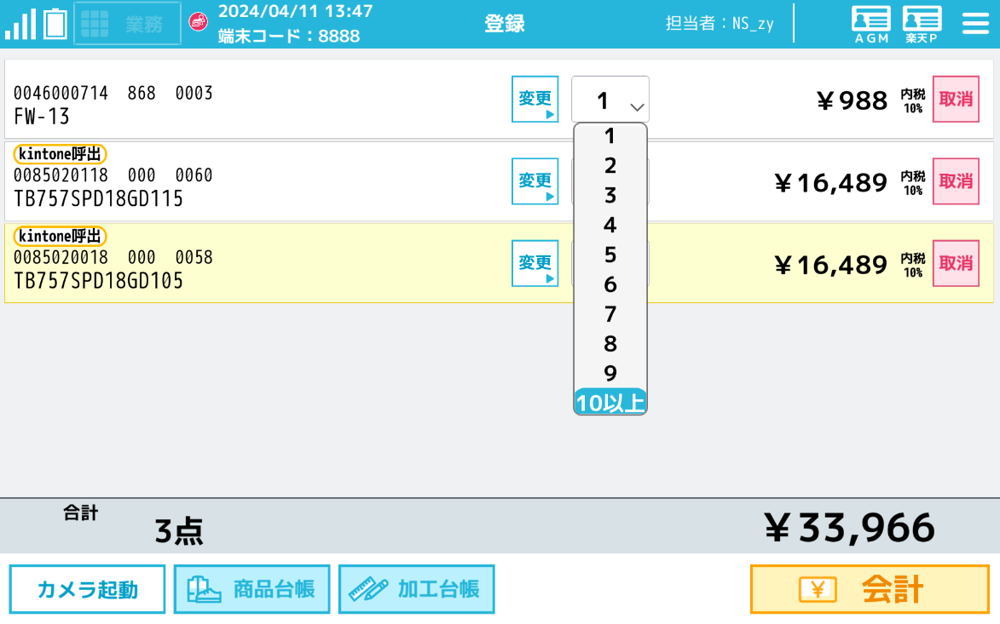 業務
2024/04/11 13:47
端末コード：8888
登録
担当者：NS_zy
AGM
楽天P
0046000714 868 0003
FW-13
変更
1
￥988
内税
10%
取消
kintone呼出
0085020118 000 0060
TB757SPD18GD115
変更
￥16,489
内税
10%
取消
kintone呼出
0085020018 000 0058
TB757SPD18GD105
変更
￥16,489
内税
10%
取消
1
2
3
4
5
6
7
8
9
10以上
合計
3点
￥33,966
カメラ起動
商品台帳
加工台帳
￥
会計